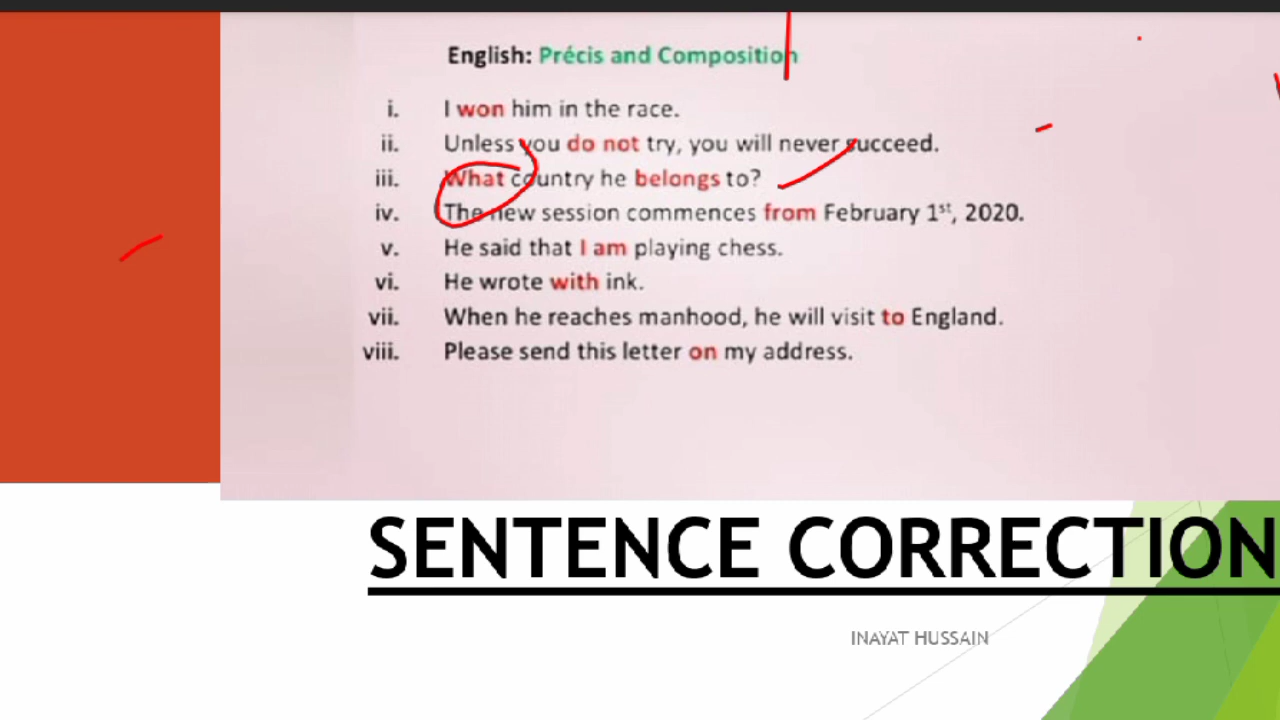 English: Précis and Composition
i. I won him in the race.
ii. Unless you do not try, you will never succeed.
iii. What country he belongs to?
iv. The new session commences from February 1st, 2020.
v. He said that I am playing chess.
vi. He wrote with ink.
vii. When he reaches manhood, he will visit to England.
viii. Please send this letter on my address.
SENTENCE CORRECTION
INAYAT HUSSAIN